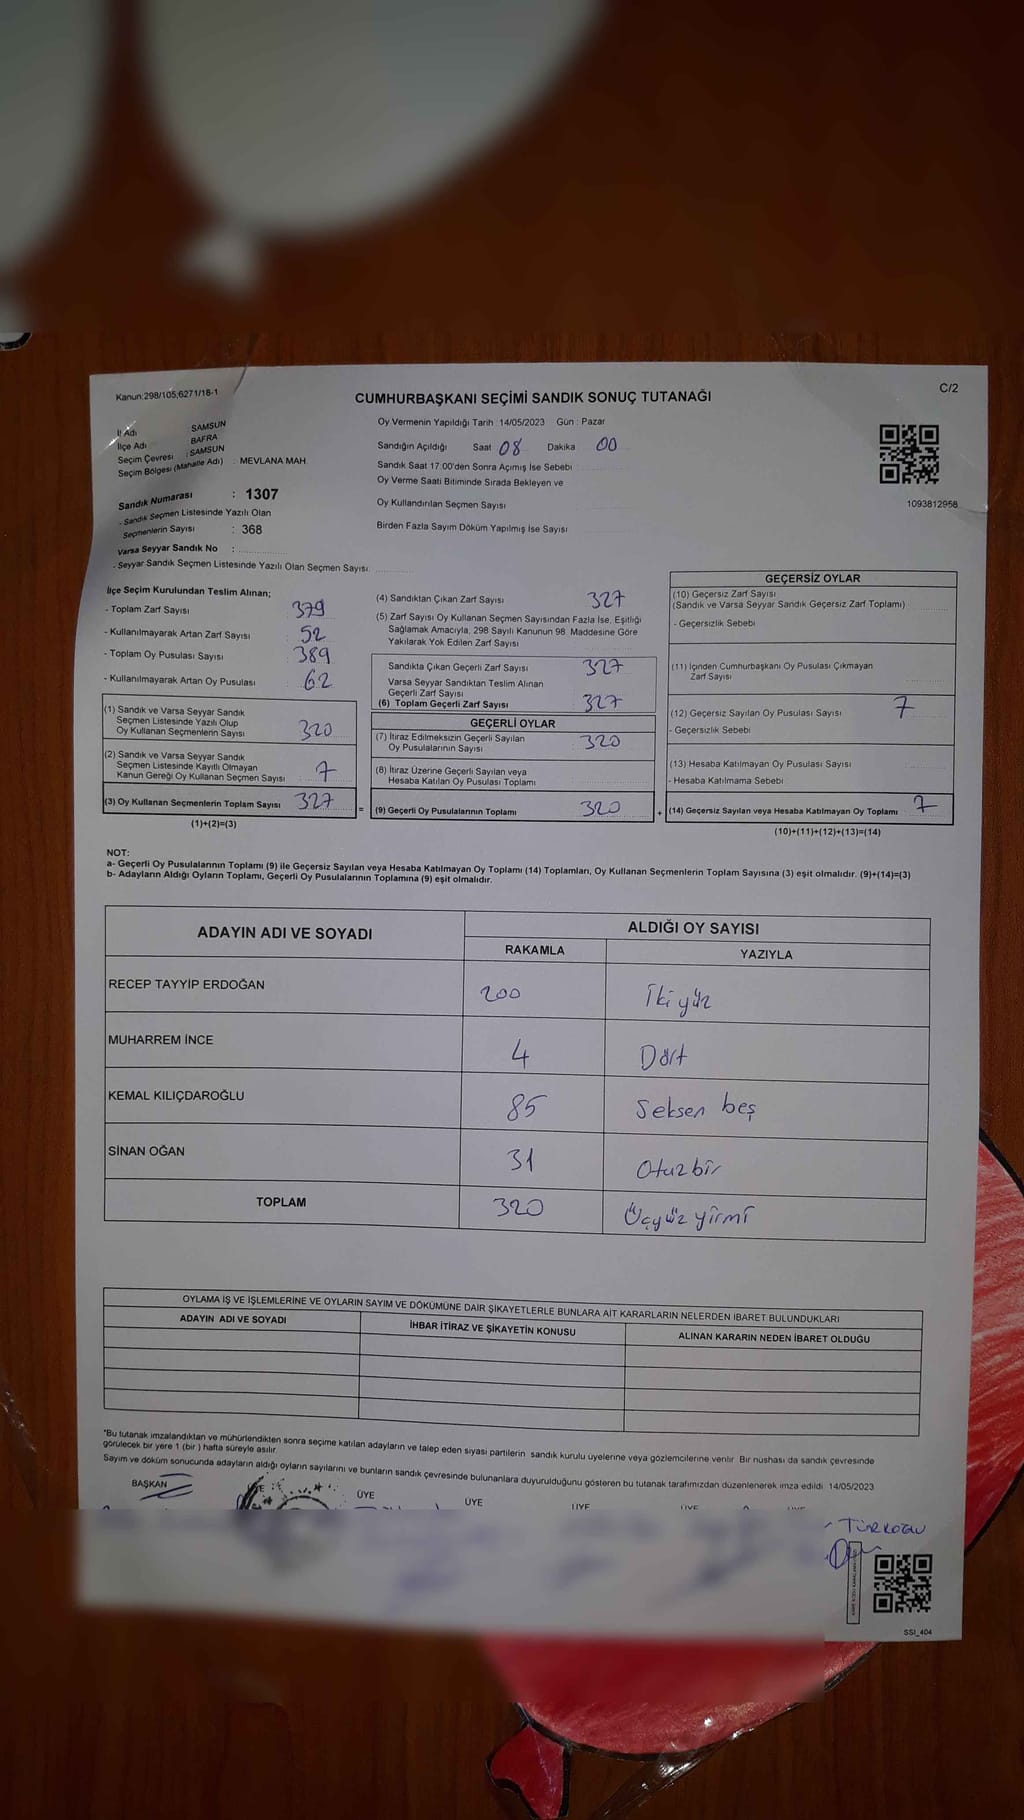 Kanun:298/105;6271/18-1
CUMHURBAŞKANI SEÇİMİ SANDIK SONUÇ TUTANAĞI
C/2
İl Adı : SAMSUN
İlçe Adı : BAFRA
Seçim Çevresi : SAMSUN
Seçim Bölgesi (Mahalle Adı) : MEVLANA MAH.
Sandık Numarası : 1307
- Sandık Seçmen Listesinde Yazılı Olan
Seçmenlerin Sayısı : 368
Varsa Seyyar Sandık No :
- Seyyar Sandık Seçmen Listesinde Yazılı Olan Seçmen Sayısı:
Oy Vermenin Yapıldığı Tarih 14/05/2023 Gün : Pazar
Sandığın Açıldığı Saat 08 Dakika 00
Sandık Saat 17.00'den Sonra Açımış İse Sebebi
Oy Verme Saati Bitiminde Sırada Bekleyen ve
Oy Kullandırılan Seçmen Sayısı
Birden Fazla Sayım Döküm Yapılmış İse Sayısı
1093812958
İlçe Seçim Kurulundan Teslim Alınan;
- Toplam Zarf Sayısı 379
- Kullanılmayarak Artan Zarf Sayısı 52
- Toplam Oy Pusulası Sayısı 389
- Kullanılmayarak Artan Oy Pusulası 62
(1) Sandık ve Varsa Seyyar Sandık
Seçmen Listesinde Yazılı Olup
Oy Kullanan Seçmenlerin Sayısı 320
(2) Sandık ve Varsa Seyyar Sandık
Seçmen Listesinde Kayıtlı Olmayan
Kanun Gereği Oy Kullanan Seçmen Sayısı 7
(3) Oy Kullanan Seçmenlerin Toplam Sayısı 327
(1)+(2)=(3)
=
(4) Sandıktan Çıkan Zarf Sayısı 327
(5) Zarf Sayısı Oy Kullanan Seçmen Sayısından Fazla İse, Eşitliği
Sağlamak Amacıyla, 298 Sayılı Kanunun 98. Maddesine Göre
Yakılarak Yok Edilen Zarf Sayısı
Sandıkta Çıkan Geçerli Zarf Sayısı 327
Varsa Seyyar Sandıktan Teslim Alınan
Geçerli Zarf Sayısı
(6) Toplam Geçerli Zarf Sayısı 327
GEÇERLİ OYLAR
(7) İtiraz Edilmeksizin Geçerli Sayılan
Oy Pusulalarının Sayısı 320
(8) İtiraz Üzerine Geçerli Sayılan veya
Hesaba Katılan Oy Pusulası Toplamı
(9) Geçerli Oy Pusulalarının Toplamı 320
+
GEÇERSİZ OYLAR
(10) Geçersiz Zarf Sayısı
(Sandık ve Varsa Seyyar Sandık Geçersiz Zarf Toplamı)
- Geçersizlik Sebebi
(11) İçinden Cumhurbaşkanı Oy Pusulası Çıkmayan
Zarf Sayısı
(12) Geçersiz Sayılan Oy Pusulası Sayısı 7
- Geçersizlik Sebebi
(13) Hesaba Katılmayan Oy Pusulası Sayısı
- Hesaba Katılmama Sebebi
(14) Geçersiz Sayılan veya Hesaba Katılmayan Oy Toplamı 7
(10)+(11)+(12)+(13)=(14)
NOT:
a- Geçerli Oy Pusulalarının Toplamı (9) ile Geçersiz Sayılan veya Hesaba Katılmayan Oy Toplamı (14) Toplamları, Oy Kullanan Seçmenlerin Toplam Sayısına (3) eşit olmalıdır. (9)+(14)=(3)
b- Adayların Aldığı Oyların Toplamı, Geçerli Oy Pusulalarının Toplamına (9) eşit olmalıdır.
ADAYIN ADI VE SOYADI
ALDIĞI OY SAYISI
RAKAMLA YAZIYLA
RECEP TAYYİP ERDOĞAN 200 İkiyüz
MUHARREM İNCE 4 Dört
KEMAL KILIÇDAROĞLU 85 Seksen beş
SİNAN OĞAN 31 Otuzbir
TOPLAM 320 Üçyüz yirmi
OYLAMA İŞ VE İŞLEMLERİNE VE OYLARIN SAYIM VE DÖKÜMÜNE DAİR ŞİKAYETLERLE BUNLARA AİT KARARLARIN NELERDEN İBARET BULUNDUKLARI
ADAYIN ADI VE SOYADI İHBAR İTİRAZ VE ŞİKAYETİN KONUSU ALINAN KARARIN NEDEN İBARET OLDUĞU
"Bu tutanak imzalandıktan ve mühürlendikten sonra seçime katılan adayların ve talep eden siyasi partilerin sandık kurulu üyelerine veya gözlemcilerine verilir. Bir nüshası da sandık çevresinde
görülecek bir yere 1 (bir) hafta süreyle asılır.
Sayım ve döküm sonucunda adayların aldığı oyların sayılarını ve bunların sandık çevresinde bulunanlara duyurulduğunu gösteren bu tutanak tarafımızdan düzenlenerek imza edildi. 14/05/2023
BAŞKAN ÜYE ÜYE ÜYE ÜYE ÜYE
TÜRKOĞLU
SSI_404